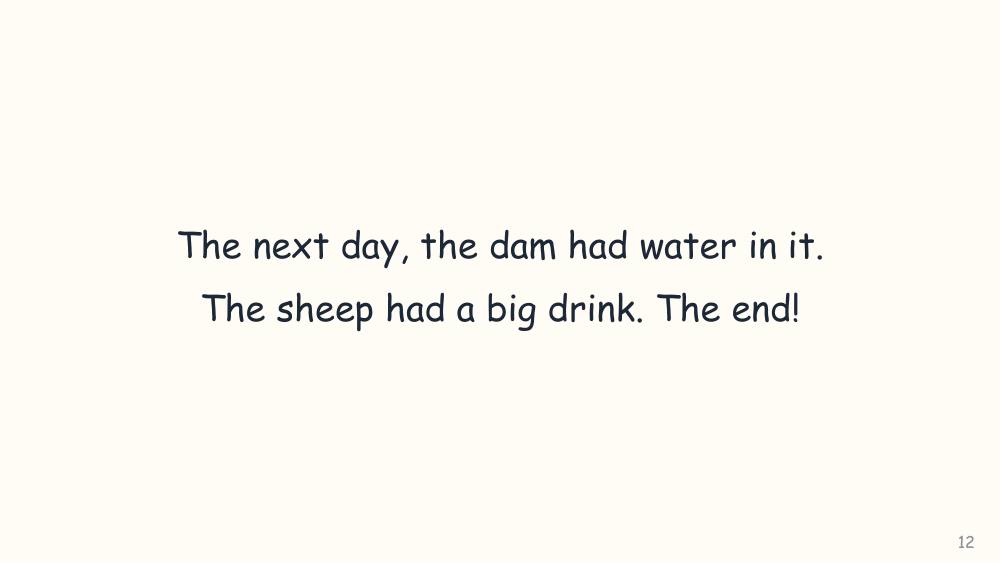 The next day, the dam had water in it.
The sheep had a big drink. The end!
12